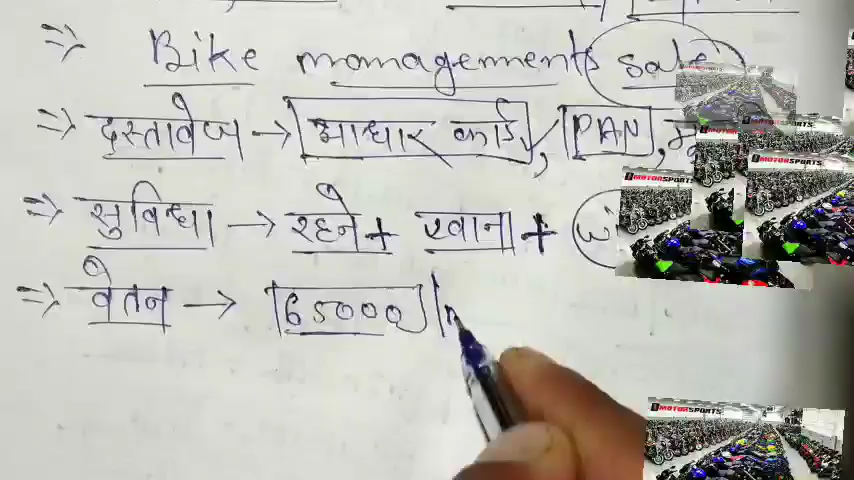 ⇒ Bike managements sale
⇒ दस्तावेज → आधार कार्ड, PAN,
⇒ सुविधा → रहने + खाना +
⇒ वेतन → 65000
MOTORSPORTS
MOTORSPORTS
MOTORSPORTS
MOTORSPORTS